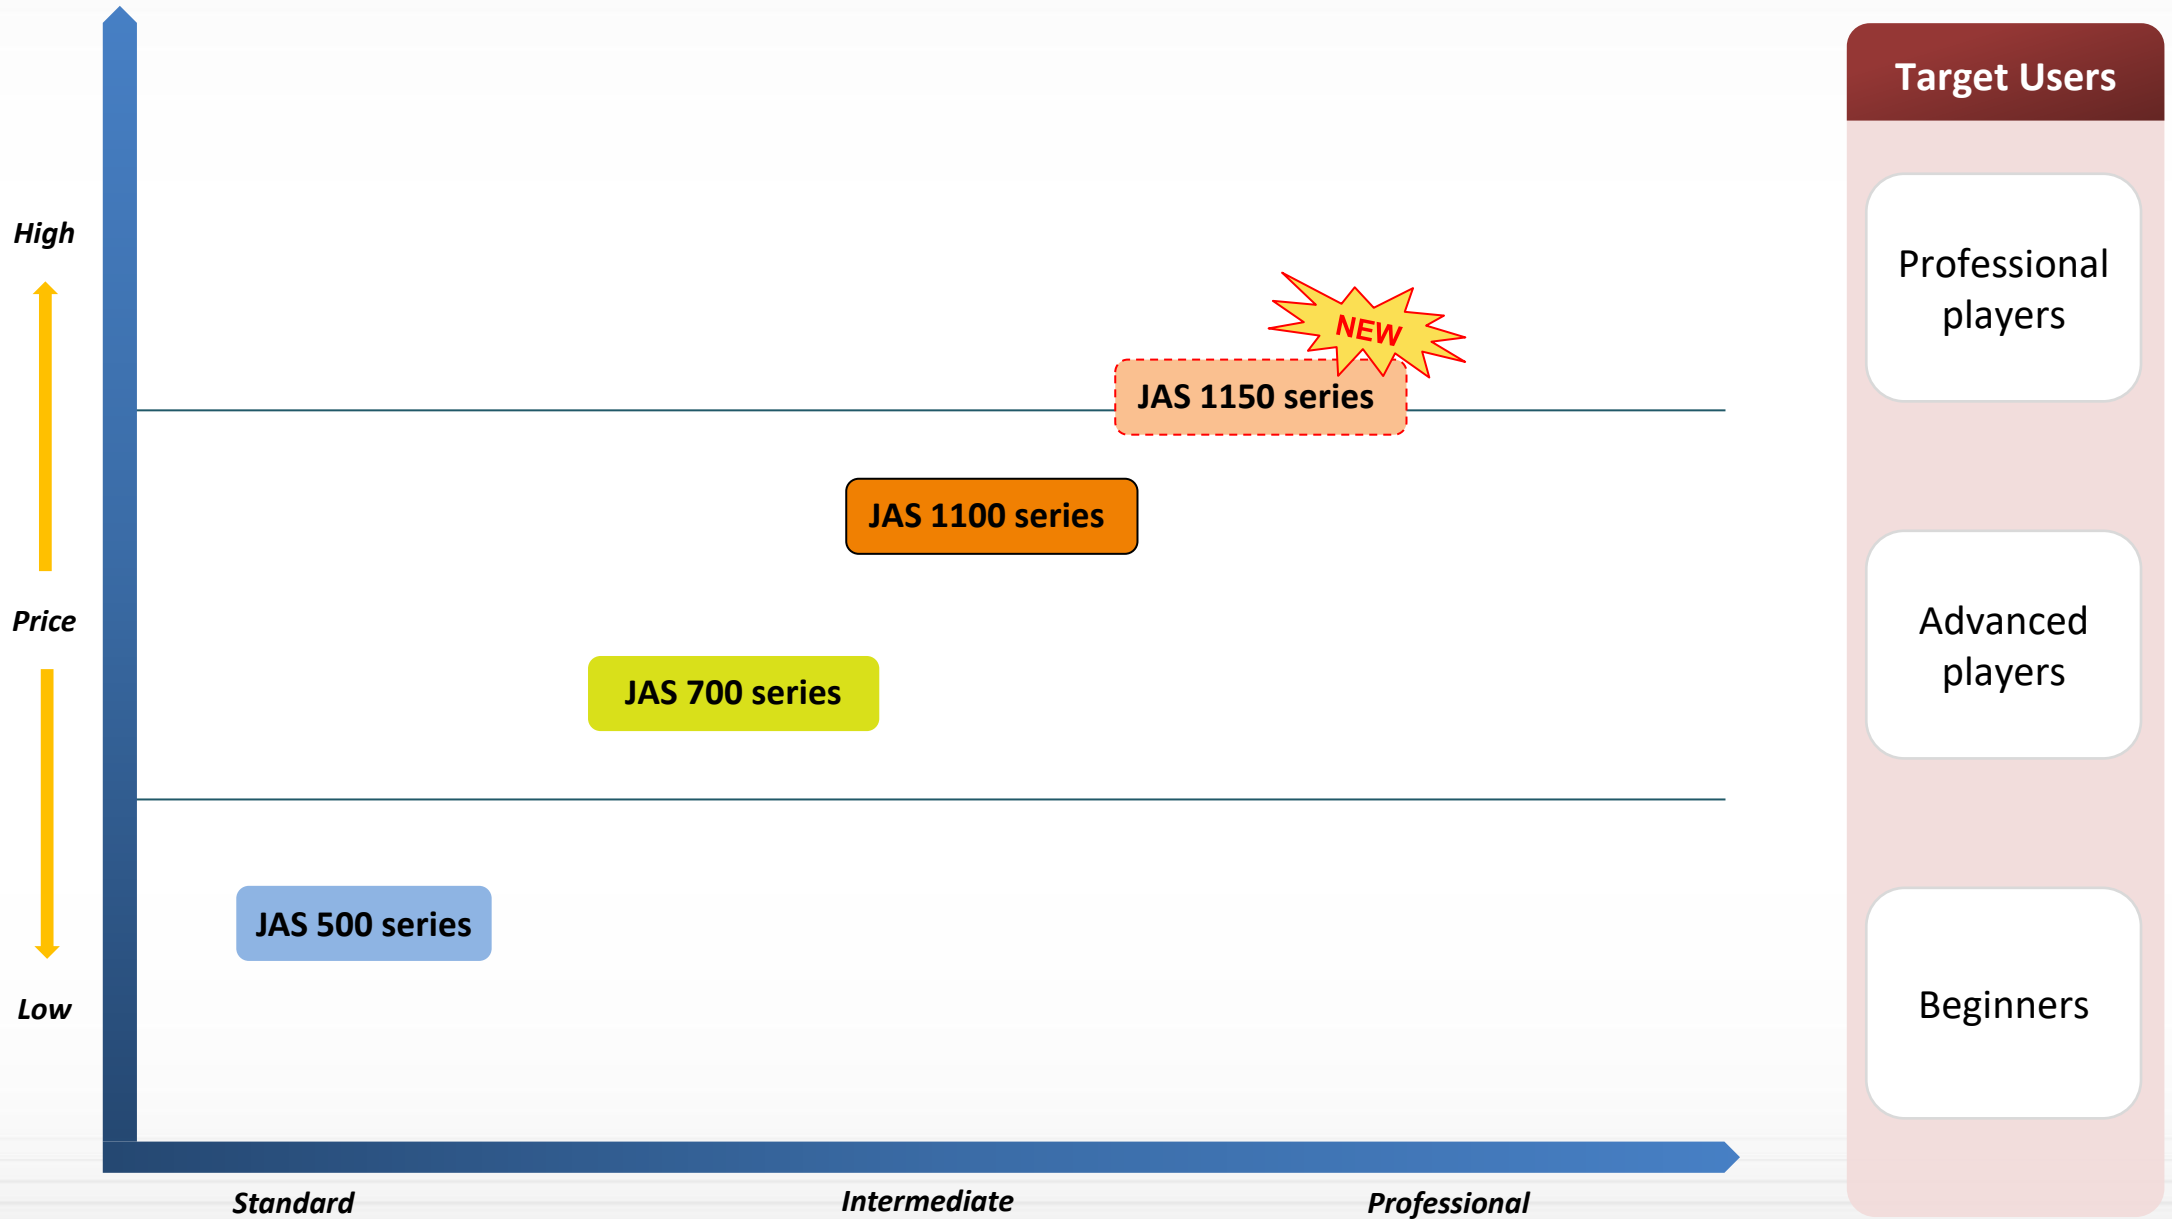 Target Users
High
Professional
players
NEW
JAS 1150 series
JAS 1100 series
Price
Advanced
players
JAS 700 series
JAS 500 series
Low
Beginners
Standard
Intermediate
Professional